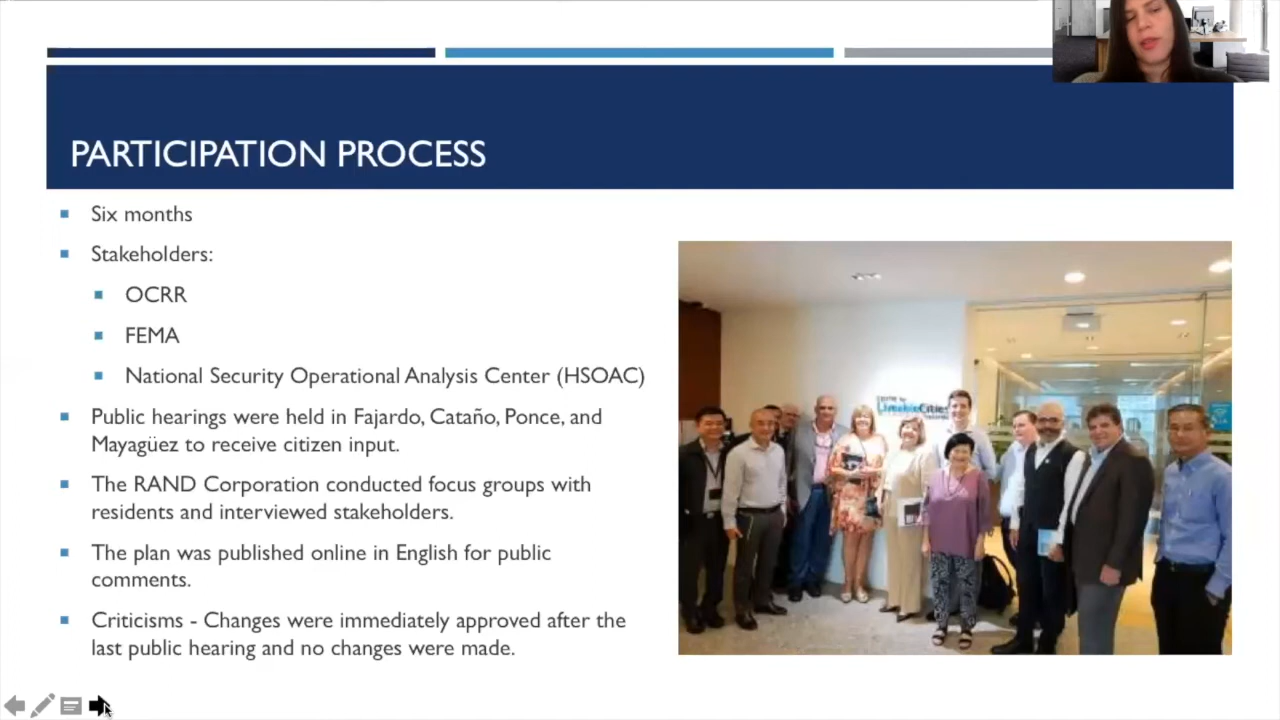 PARTICIPATION PROCESS
Six months
Stakeholders:
OCRR
FEMA
National Security Operational Analysis Center (HSOAC)
Public hearings were held in Fajardo, Cataño, Ponce, and
Mayagüez to receive citizen input.
The RAND Corporation conducted focus groups with
residents and interviewed stakeholders.
The plan was published online in English for public
comments.
Criticisms - Changes were immediately approved after the
last public hearing and no changes were made.
LiveableCities